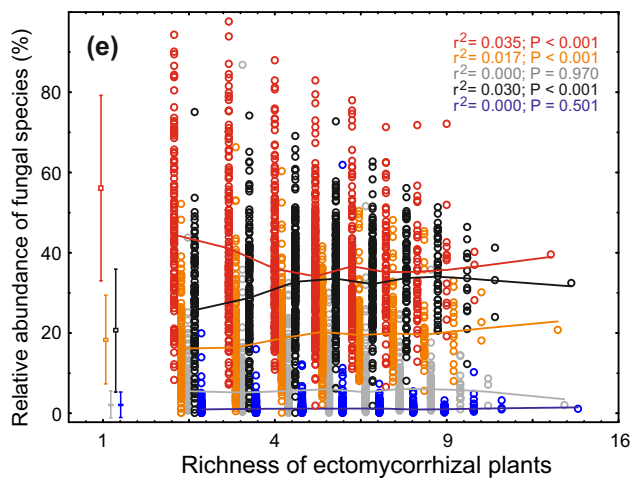 (e)
r2= 0.035; P < 0.001
r2= 0.017; P < 0.001
r2= 0.000; P = 0.970
r2= 0.030; P < 0.001
r2= 0.000; P = 0.501
Relative abundance of fungal species (%)
80
60
40
20
0
1 4 9 16
Richness of ectomycorrhizal plants